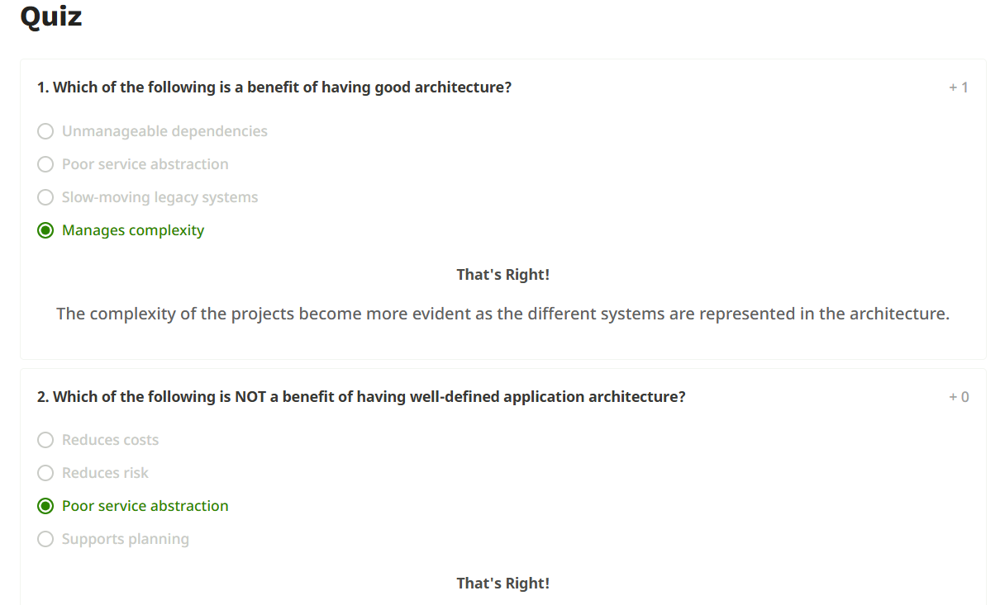 Quiz
1. Which of the following is a benefit of having good architecture?
+ 1
Unmanageable dependencies
Poor service abstraction
Slow-moving legacy systems
Manages complexity
That's Right!
The complexity of the projects become more evident as the different systems are represented in the architecture.
2. Which of the following is NOT a benefit of having well-defined application architecture?
+ 0
Reduces costs
Reduces risk
Poor service abstraction
Supports planning
That's Right!